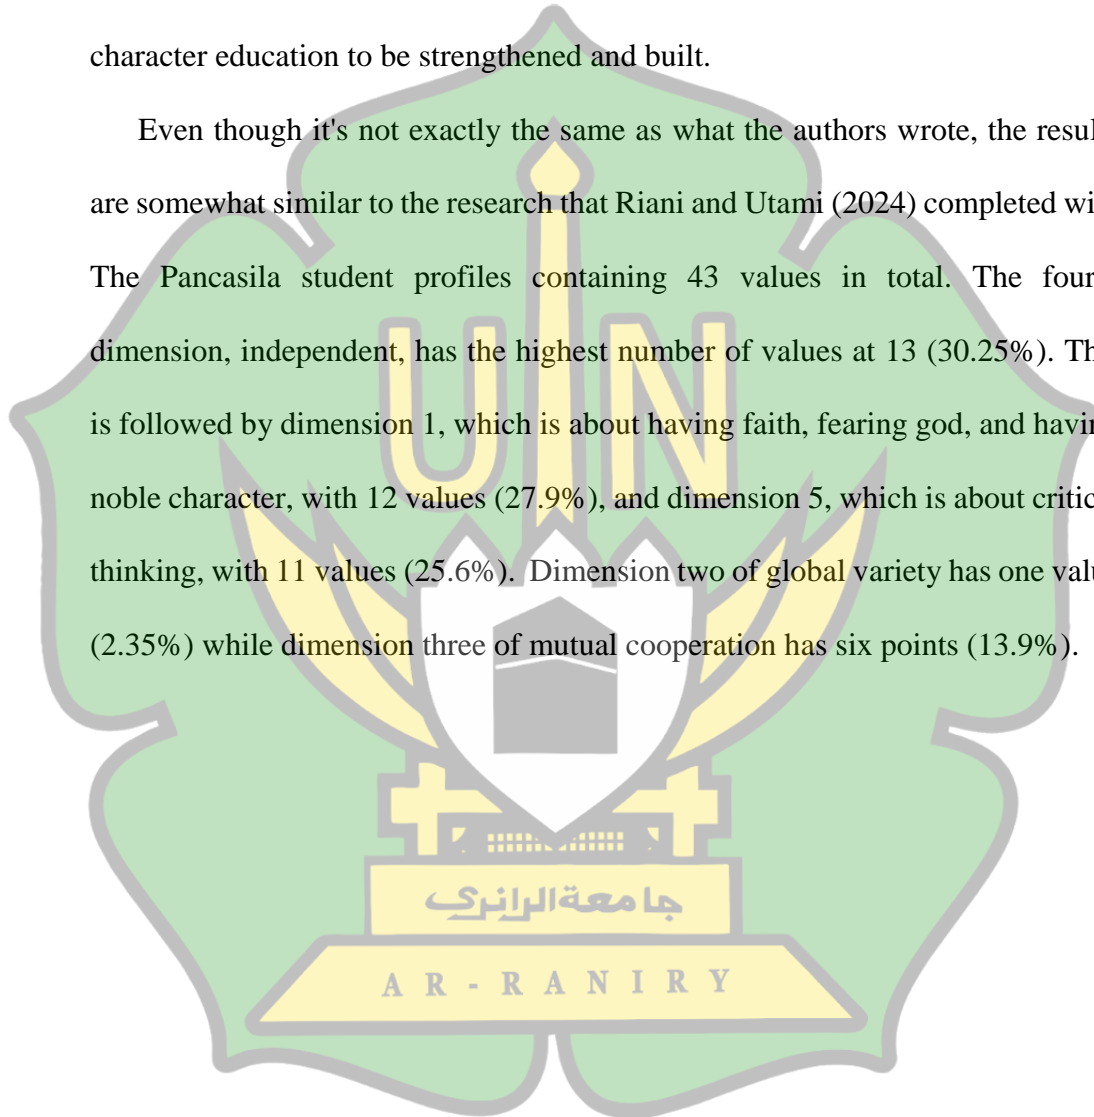 character education to be strengthened and built.
Even though it's not exactly the same as what the authors wrote, the resul
are somewhat similar to the research that Riani and Utami (2024) completed wi
The Pancasila student profiles containing 43 values in total. The four
dimension, independent, has the highest number of values at 13 (30.25%). Th
is followed by dimension 1, which is about having faith, fearing god, and havin
noble character, with 12 values (27.9%), and dimension 5, which is about critic
thinking, with 11 values (25.6%). Dimension two of global variety has one valu
(2.35%) while dimension three of mutual cooperation has six points (13.9%).
UIN
جامعة الرانري
AR-RANIRY